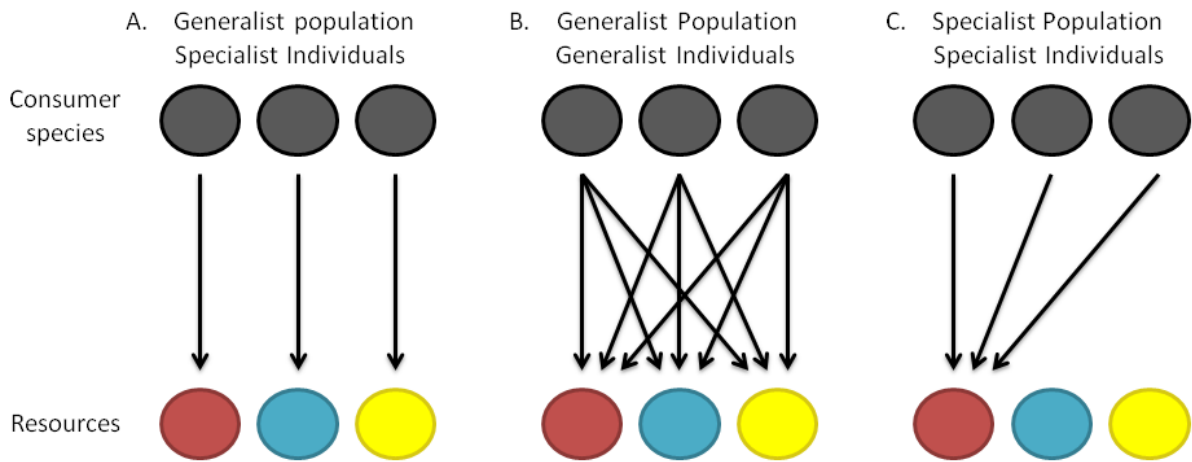 A. Generalist population
Specialist Individuals
B. Generalist Population
Generalist Individuals
C. Specialist Population
Specialist Individuals
Consumer
species
Resources